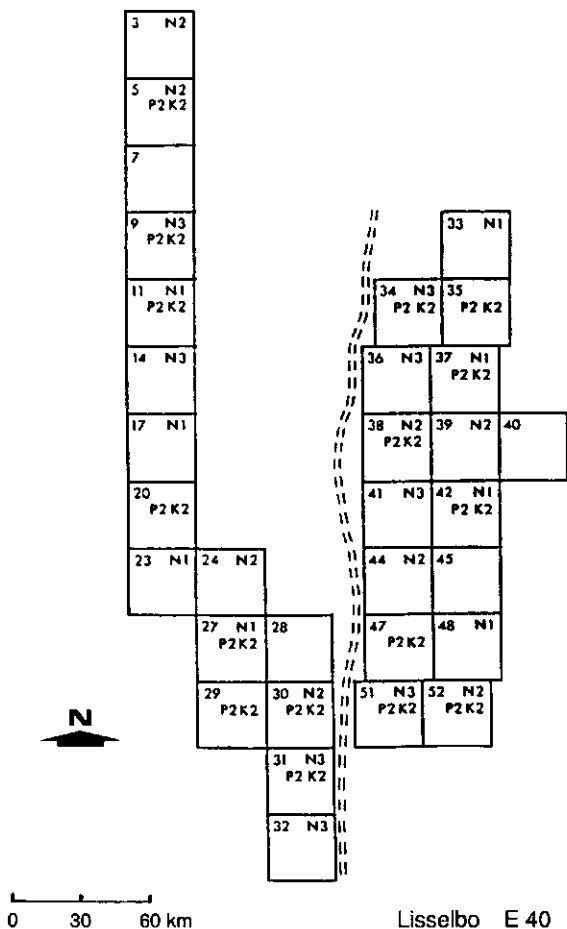 3 N2
5 N2
P2 K2
7
9 N3
P2 K2
11 N1
P2 K2
14 N3
17 N1
20
P2 K2
23 N1
24 N2
27 N1
P2 K2
28
29
P2 K2
30 N2
P2 K2
31 N3
P2 K2
32 N3
33 N1
34 N3
P2 K2
35
P2 K2
36 N3
37 N1
P2 K2
38 N2
P2 K2
39 N2
40
41 N3
42 N1
P2 K2
44 N2
45
47
P2 K2
48 N1
51 N3
P2 K2
52 N2
P2 K2
N
0 30 60 km
Lisselbo E 40